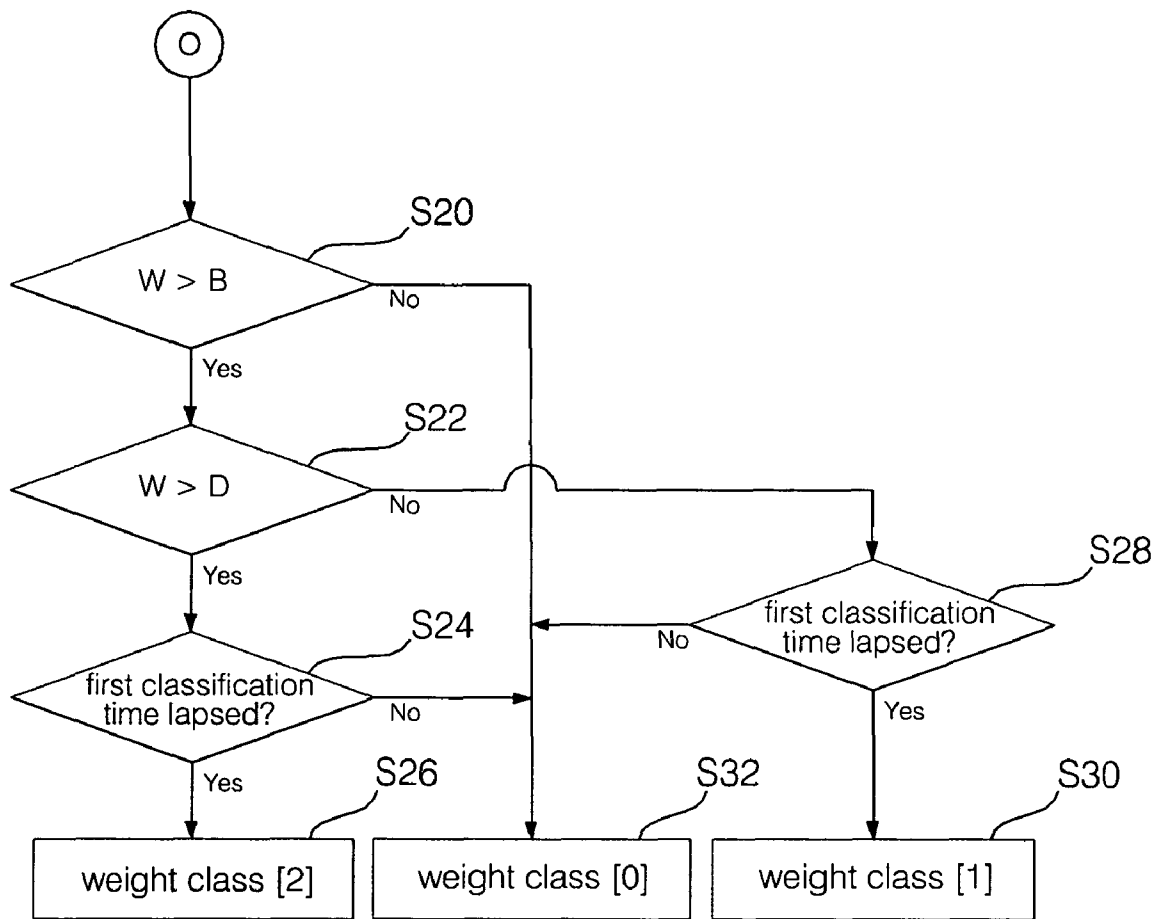 O
S20
W > B
No
Yes
S22
W > D
No
Yes
S28
first classification
time lapsed?
No
Yes
S24
first classification
time lapsed?
No
Yes
S26
weight class [2]
S32
weight class [0]
S30
weight class [1]